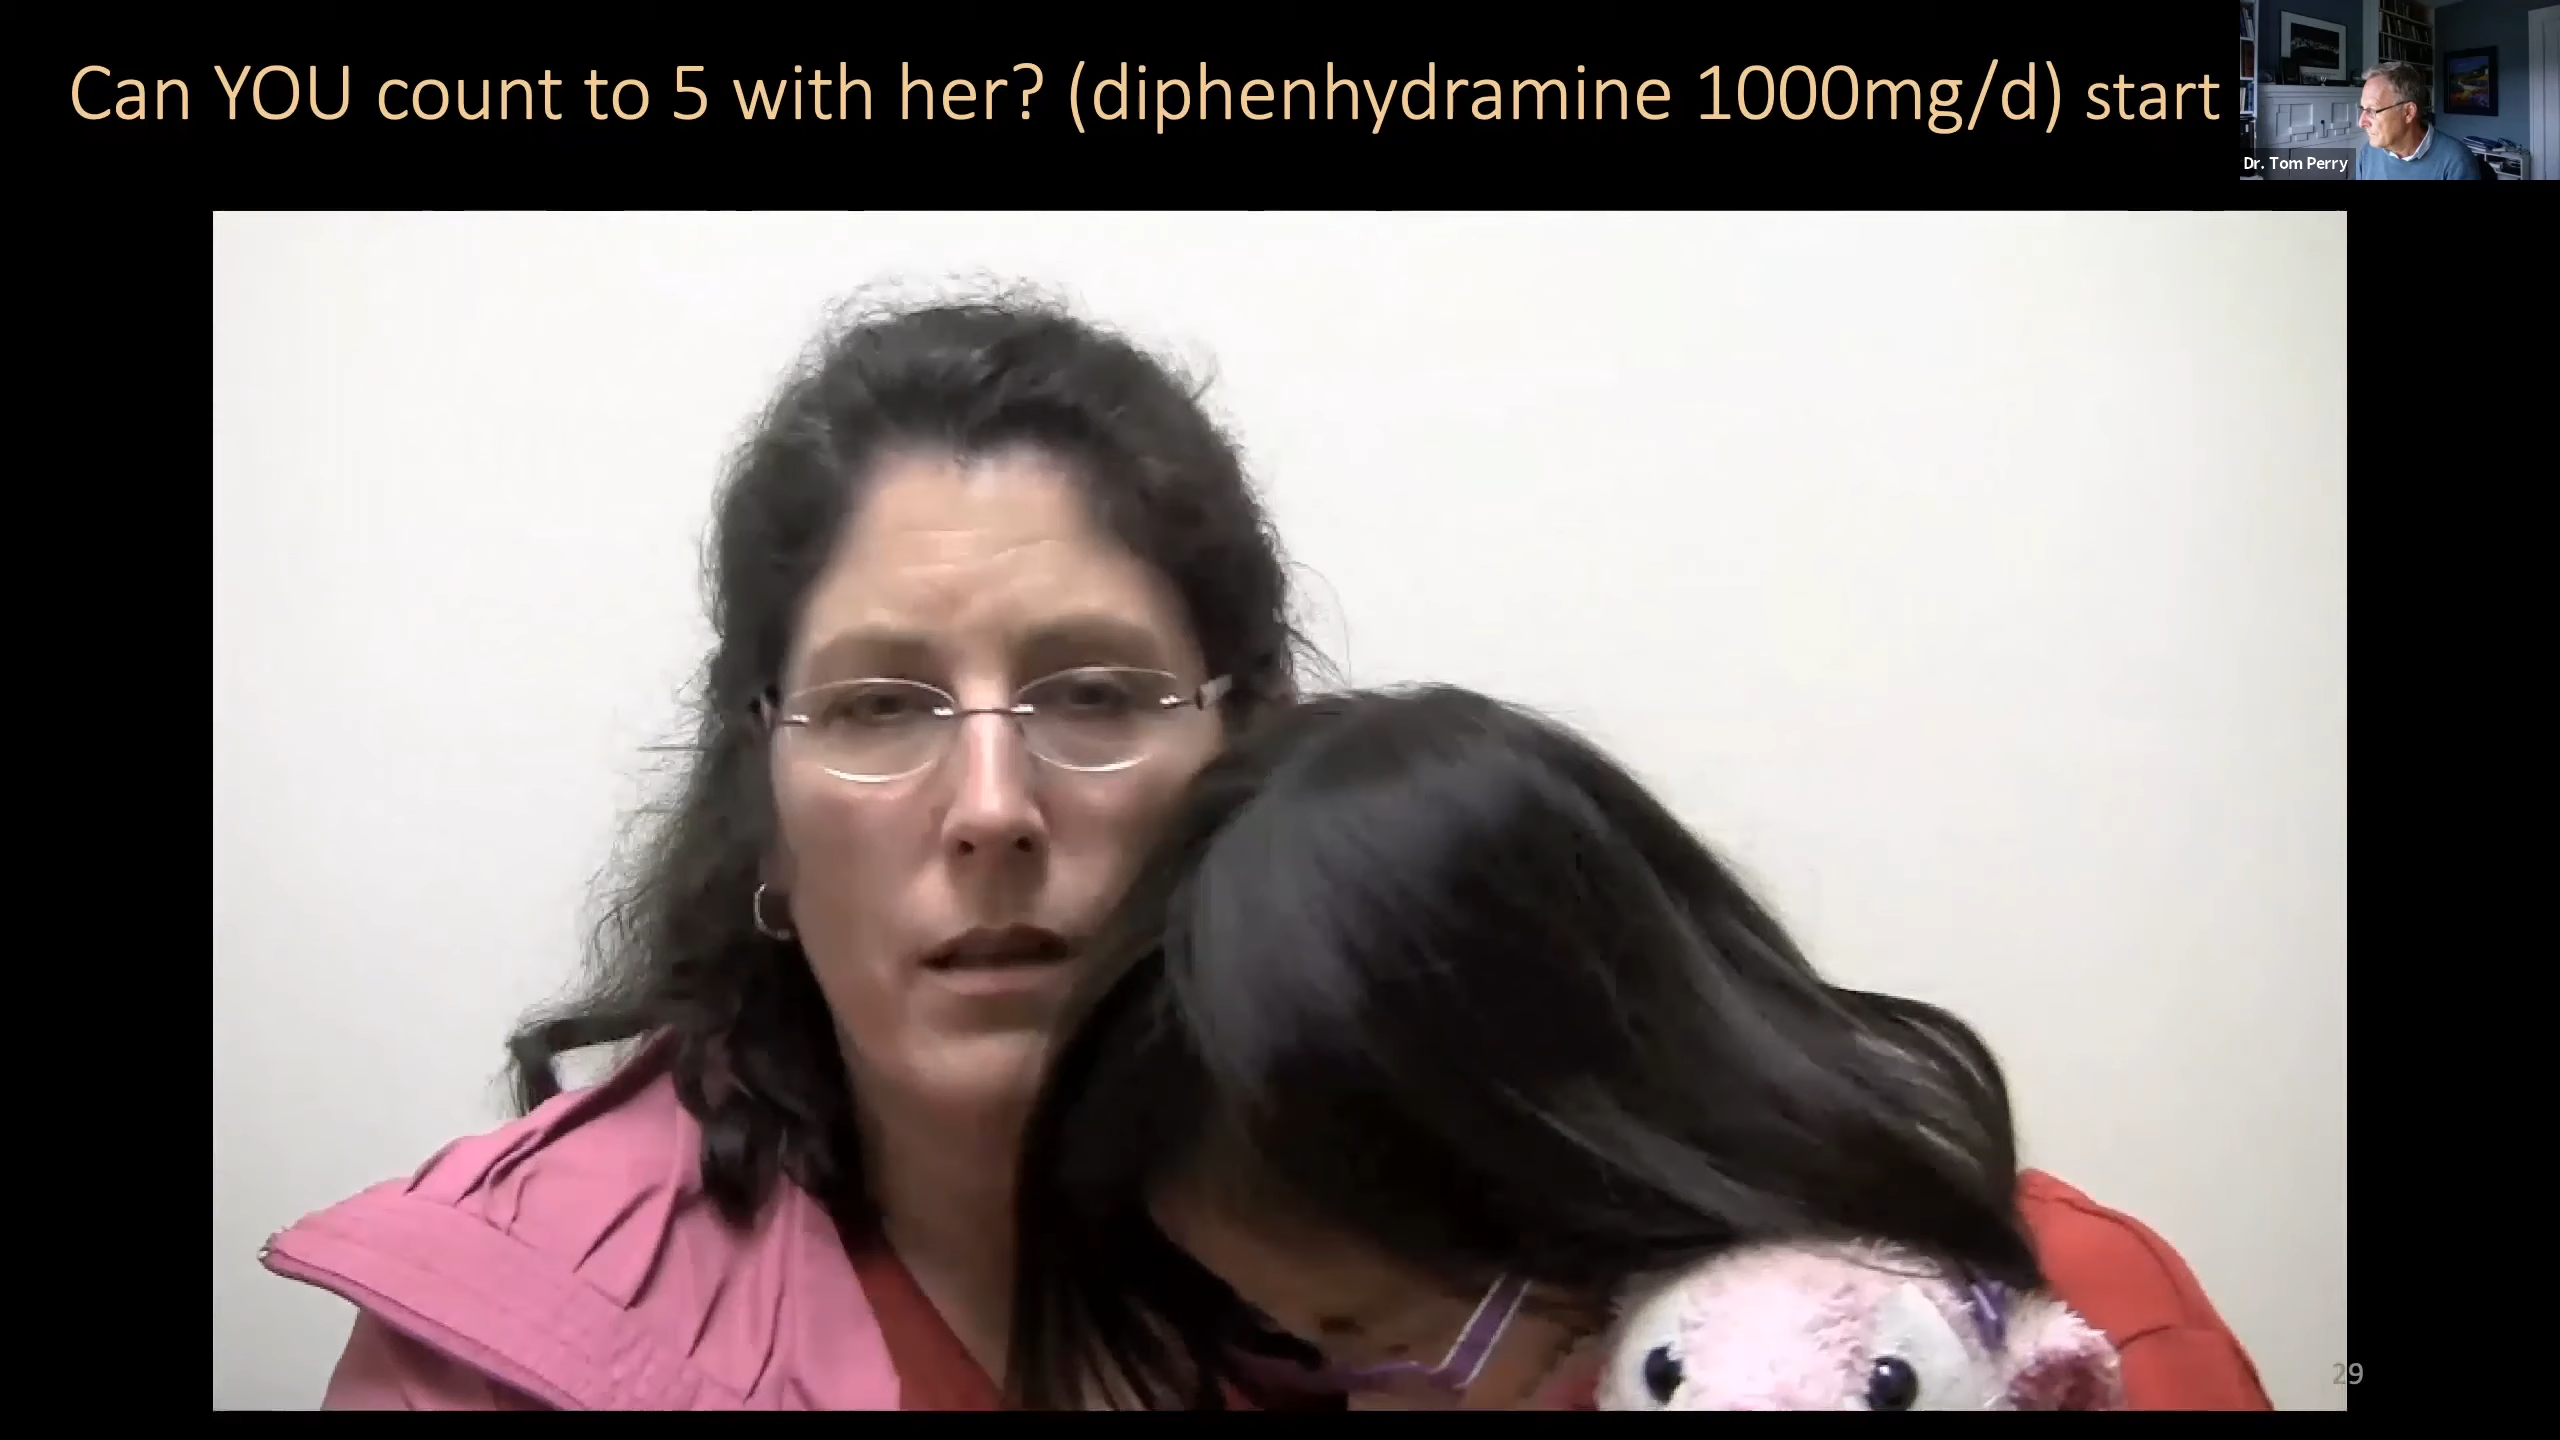 Can YOU count to 5 with her? (diphenhydramine 1000mg/d) start
Dr. Tom Perry
29